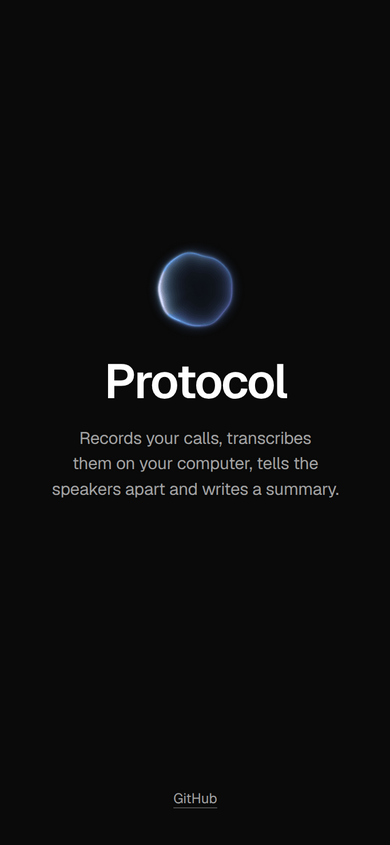 Protocol
Records your calls, transcribes
them on your computer, tells the
speakers apart and writes a summary.
GitHub